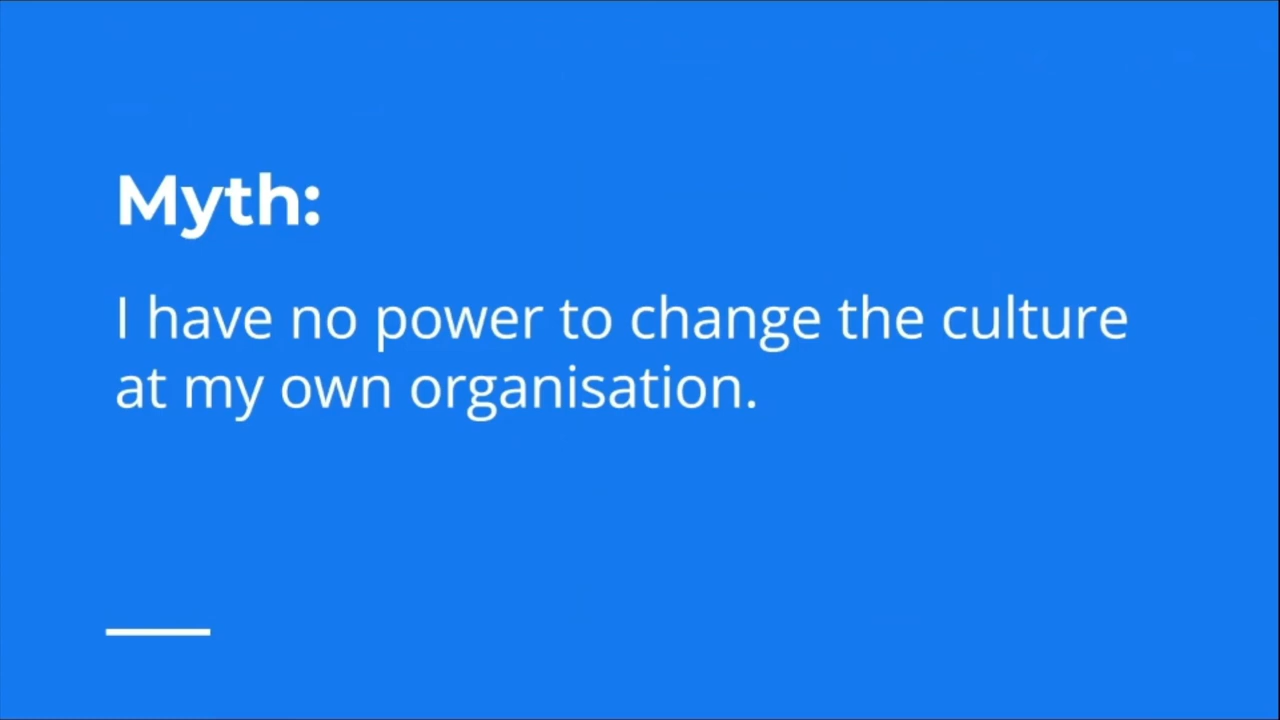 Myth:
I have no power to change the culture
at my own organisation.